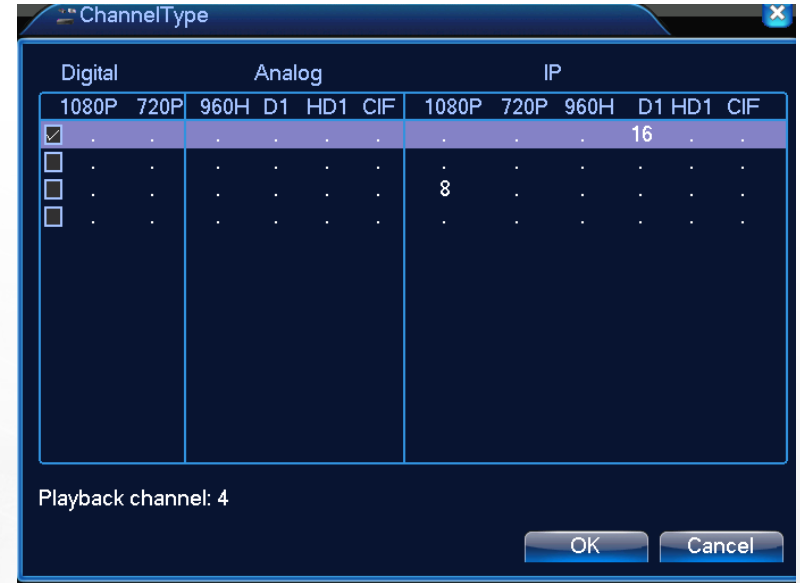 ChannelType
Digital Analog IP
1080P 720P 960H D1 HD1 CIF 1080P 720P 960H D1 HD1 CIF
. . . . . . . . . 16 . .
. . . . . . . . . . . .
. . . . . . 8 . . . . .
. . . . . . . . . . . .
Playback channel: 4
OK Cancel